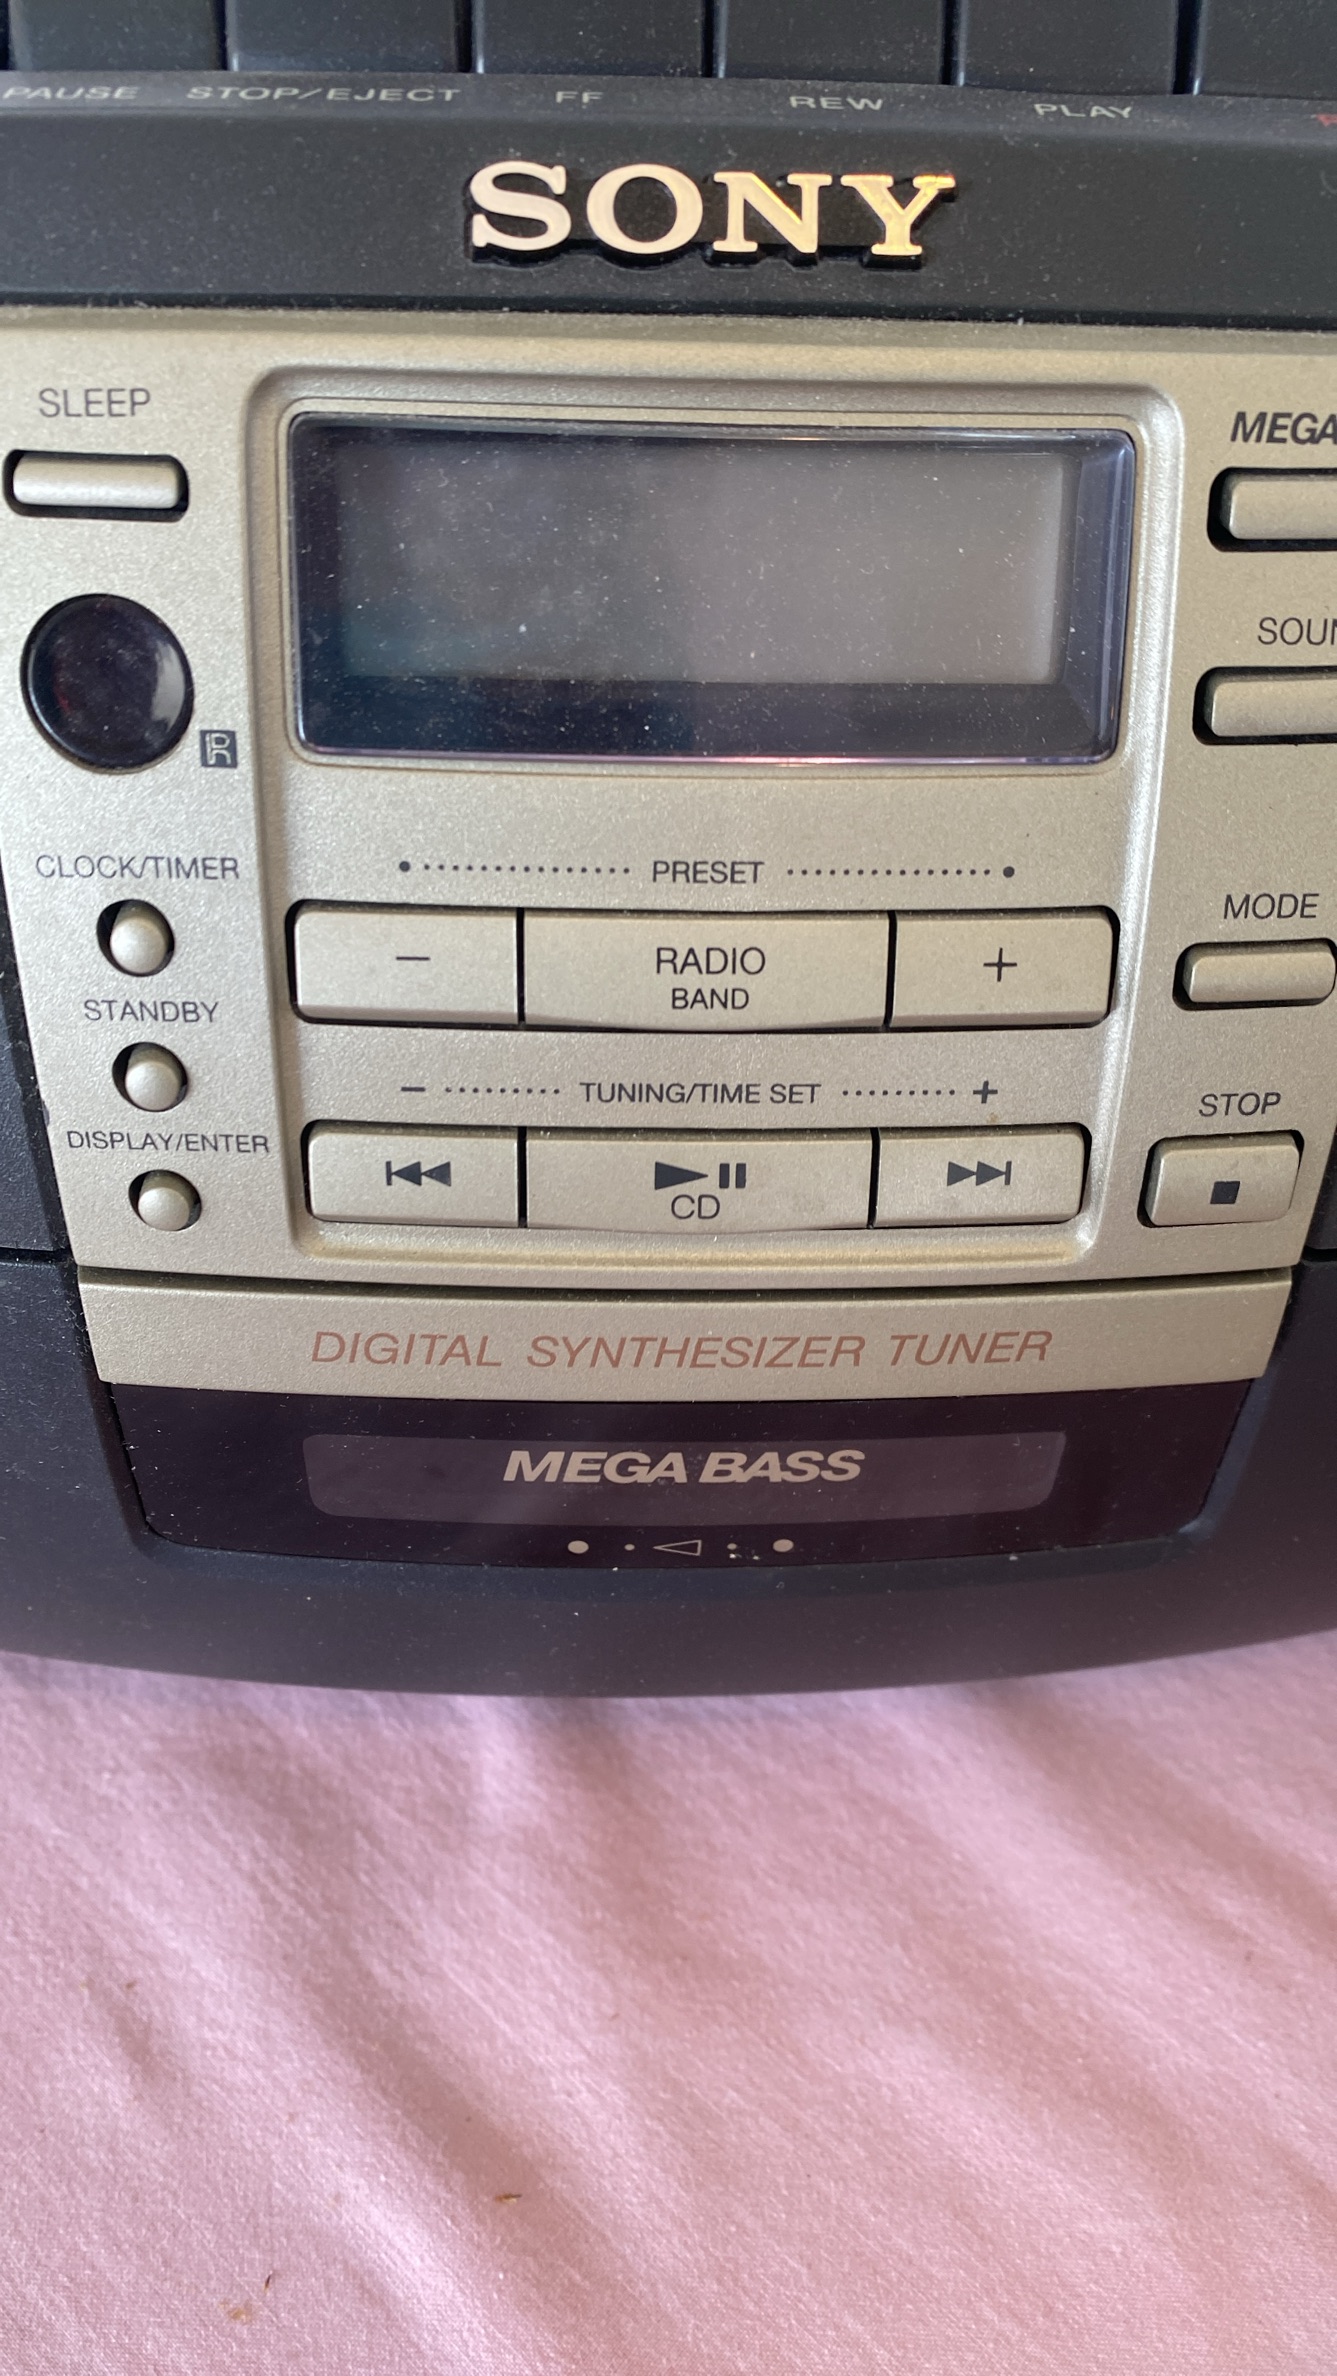 PAUSE STOP/EJECT FF REW PLAY
SONY
SLEEP
MEGA
SOUN
R
CLOCK/TIMER
PRESET
MODE
− RADIO +
BAND
STANDBY
− TUNING/TIME SET +
STOP
DISPLAY/ENTER
CD
DIGITAL SYNTHESIZER TUNER
MEGA BASS